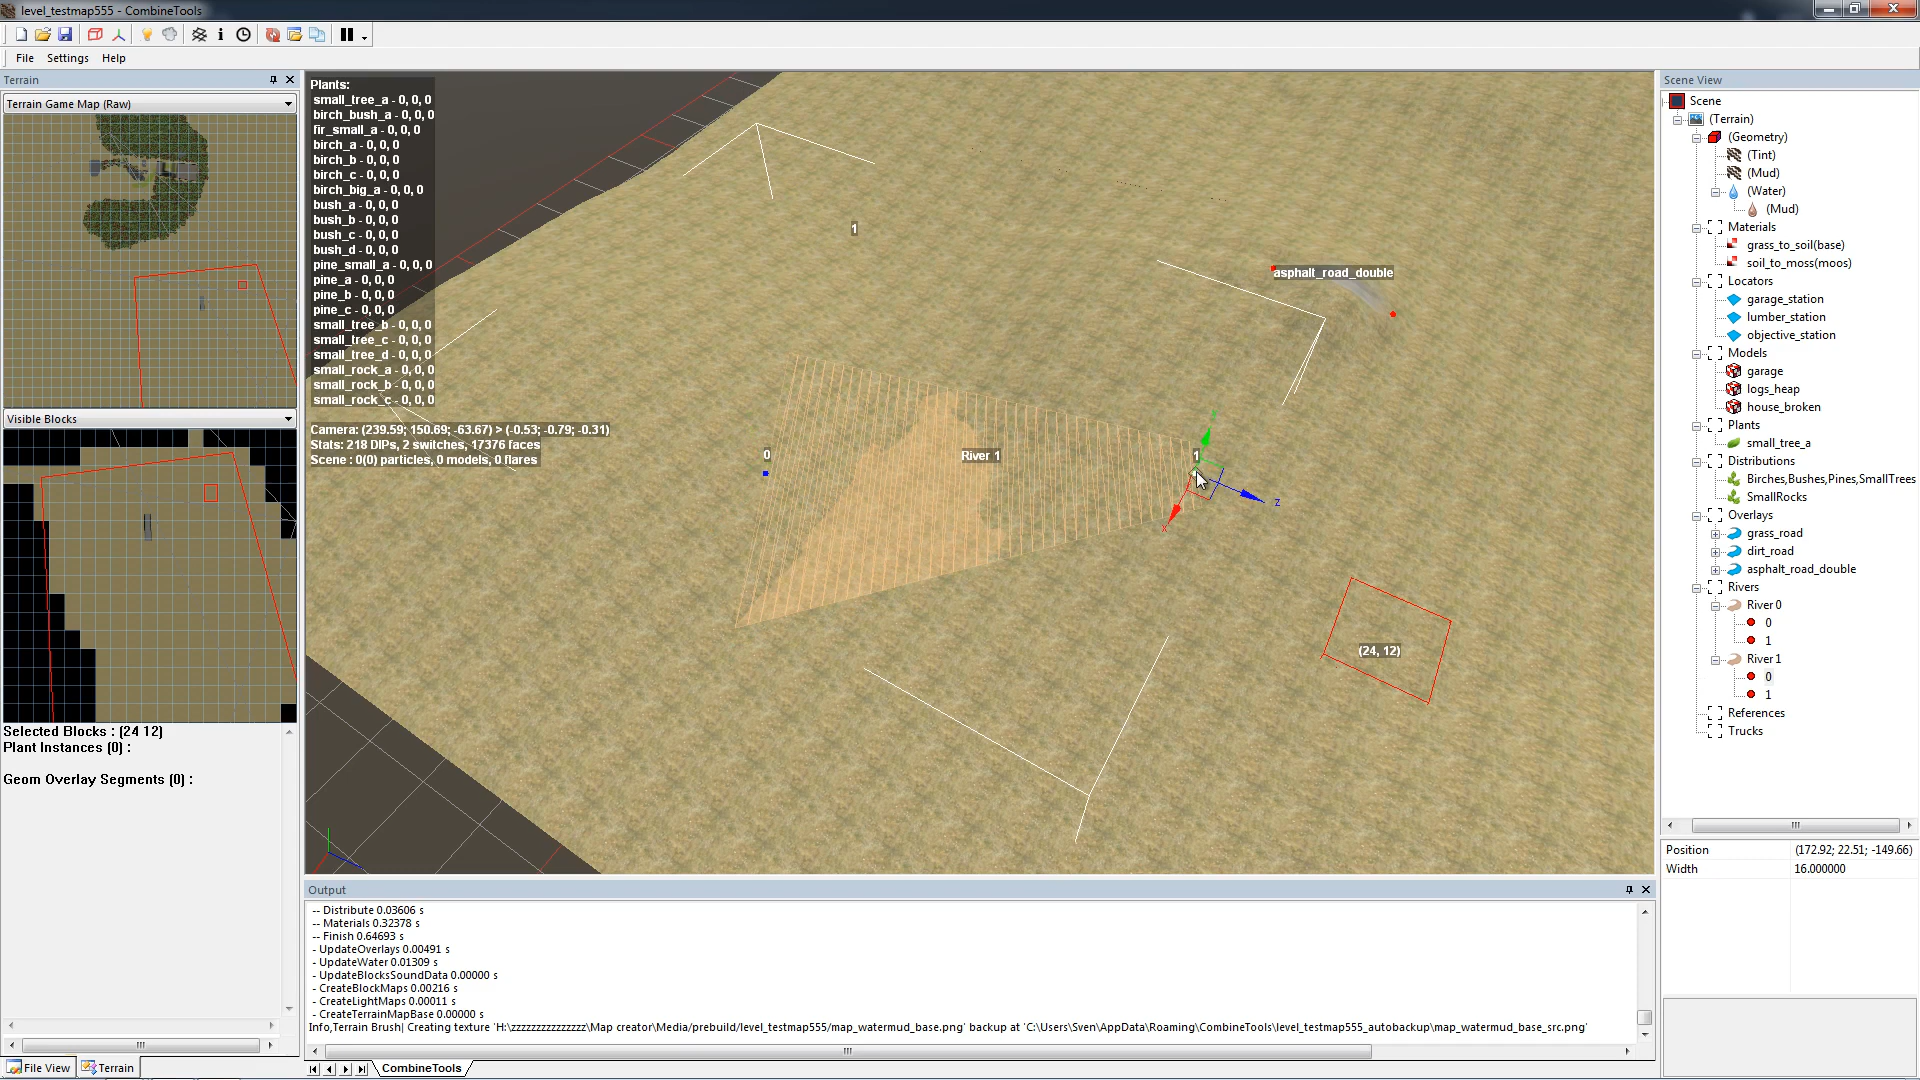 level_testmap555 - CombineTools
File Settings Help
Terrain
Terrain Game Map (Raw)
Visible Blocks
Selected Blocks : (24 12)
Plant Instances (0) :
Geom Overlay Segments (0) :
File View
Terrain
Plants:
small_tree_a - 0, 0, 0
birch_bush_a - 0, 0, 0
fir_small_a - 0, 0, 0
birch_a - 0, 0, 0
birch_b - 0, 0, 0
birch_c - 0, 0, 0
birch_big_a - 0, 0, 0
bush_a - 0, 0, 0
bush_b - 0, 0, 0
bush_c - 0, 0, 0
bush_d - 0, 0, 0
pine_small_a - 0, 0, 0
pine_a - 0, 0, 0
pine_b - 0, 0, 0
pine_c - 0, 0, 0
small_tree_b - 0, 0, 0
small_tree_c - 0, 0, 0
small_tree_d - 0, 0, 0
small_rock_a - 0, 0, 0
small_rock_b - 0, 0, 0
small_rock_c - 0, 0, 0
Camera: (239.59; 150.69; -63.67) > (-0.53; -0.79; -0.31)
Stats: 218 DIPs, 2 switches, 17376 faces
Scene : 0(0) particles, 0 models, 0 flares
1
asphalt_road_double
0
River 1
1
z
x
(24, 12)
Output
-- Distribute 0.03606 s
-- Materials 0.32378 s
-- Finish 0.64693 s
- UpdateOverlays 0.00491 s
- UpdateWater 0.01309 s
- UpdateBlocksSoundData 0.00000 s
- CreateBlockMaps 0.00216 s
- CreateLightMaps 0.00011 s
- CreateTerrainMapBase 0.00000 s
Info,Terrain Brush| Creating texture 'H:\zzzzzzzzzzzzzzz\Map creator\Media/prebuild/level_testmap555/map_watermud_base.png' backup at 'C:\Users\Sven\AppData\Roaming\CombineTools\level_testmap555_autobackup\map_watermud_base_src.png'
CombineTools
Scene View
Scene
(Terrain)
(Geometry)
(Tint)
(Mud)
(Water)
(Mud)
Materials
grass_to_soil(base)
soil_to_moss(moos)
Locators
garage_station
lumber_station
objective_station
Models
garage
logs_heap
house_broken
Plants
small_tree_a
Distributions
Birches,Bushes,Pines,SmallTrees
SmallRocks
Overlays
grass_road
dirt_road
asphalt_road_double
Rivers
River 0
0
1
River 1
0
1
References
Trucks
Position (172.92; 22.51; -149.66)
Width 16.000000